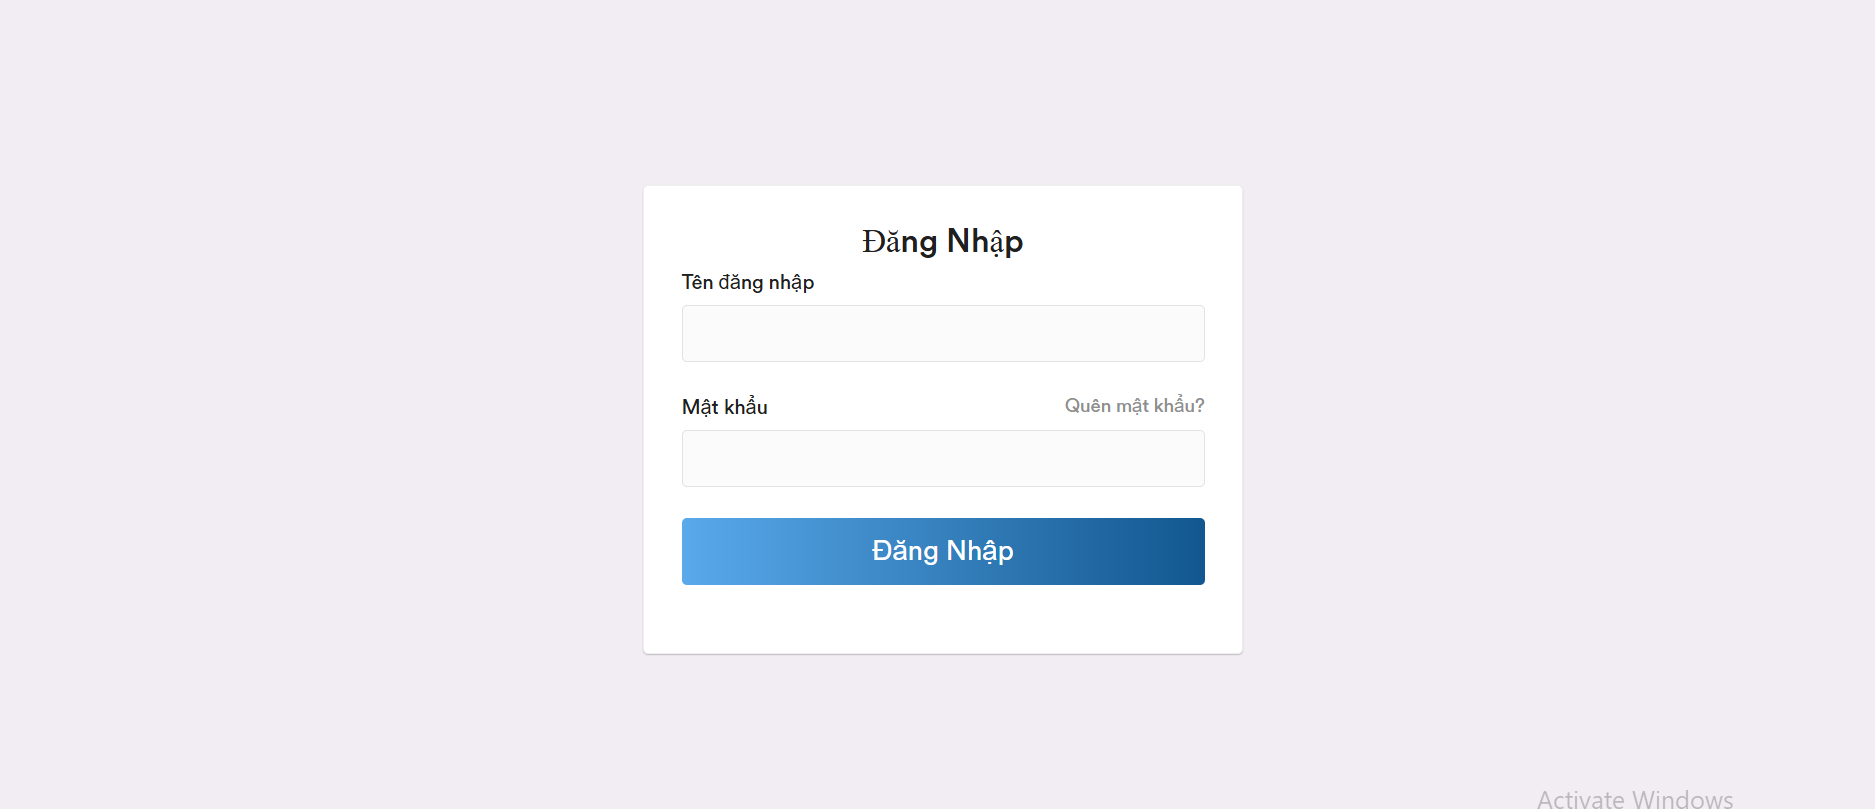 Đăng Nhập
Tên đăng nhập
Mật khẩu
Quên mật khẩu?
Đăng Nhập
Activate Windows